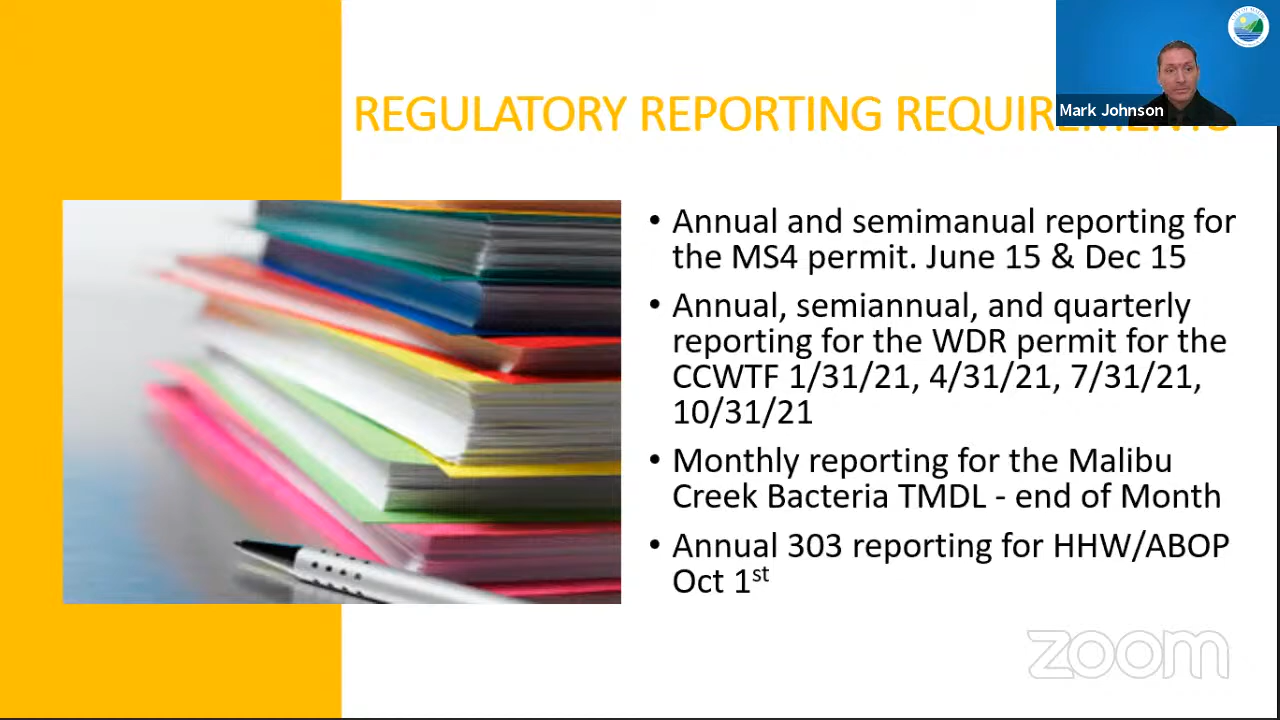 REGULATORY REPORTING REQUIREMENTS
Mark Johnson
• Annual and semimanual reporting for
the MS4 permit. June 15 & Dec 15
• Annual, semiannual, and quarterly
reporting for the WDR permit for the
CCWTF 1/31/21, 4/31/21, 7/31/21,
10/31/21
• Monthly reporting for the Malibu
Creek Bacteria TMDL - end of Month
• Annual 303 reporting for HHW/ABOP
Oct 1st
zoom